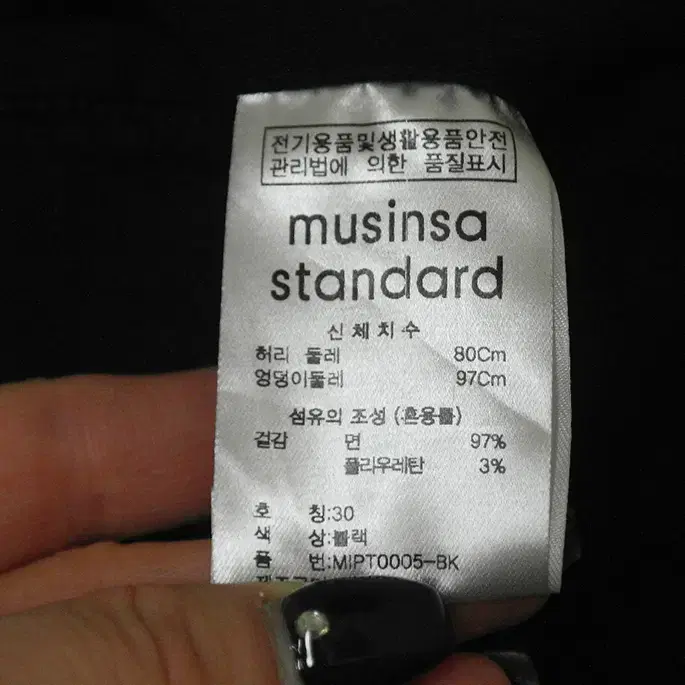 전기용품및생활용품안전
관리법에 의한 품질표시
musinsa
standard
신체치수
허리 둘레 80Cm
엉덩이둘레 97Cm
섬유의 조성 (혼용률)
겉감 면 97%
폴리우레탄 3%
호 칭:30
색 상:블랙
품 번:MIPT0005-BK